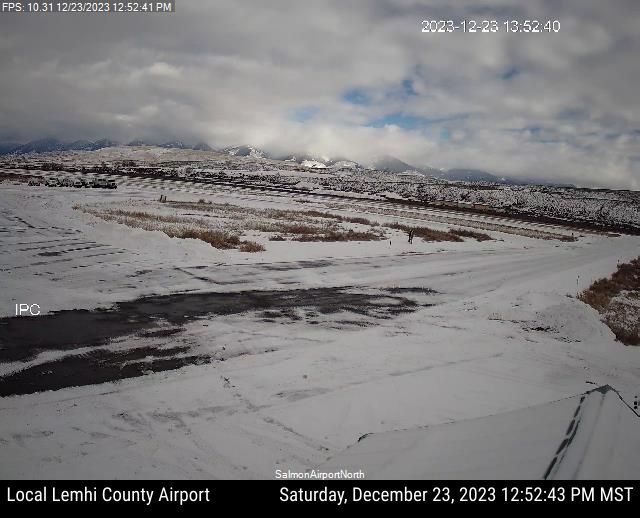 FPS: 10.31 12/23/2023 12:52:41 PM
2023-12-23 13:52:40
IPC
SalmonAirportNorth
Local Lemhi County Airport Saturday, December 23, 2023 12:52:43 PM MST